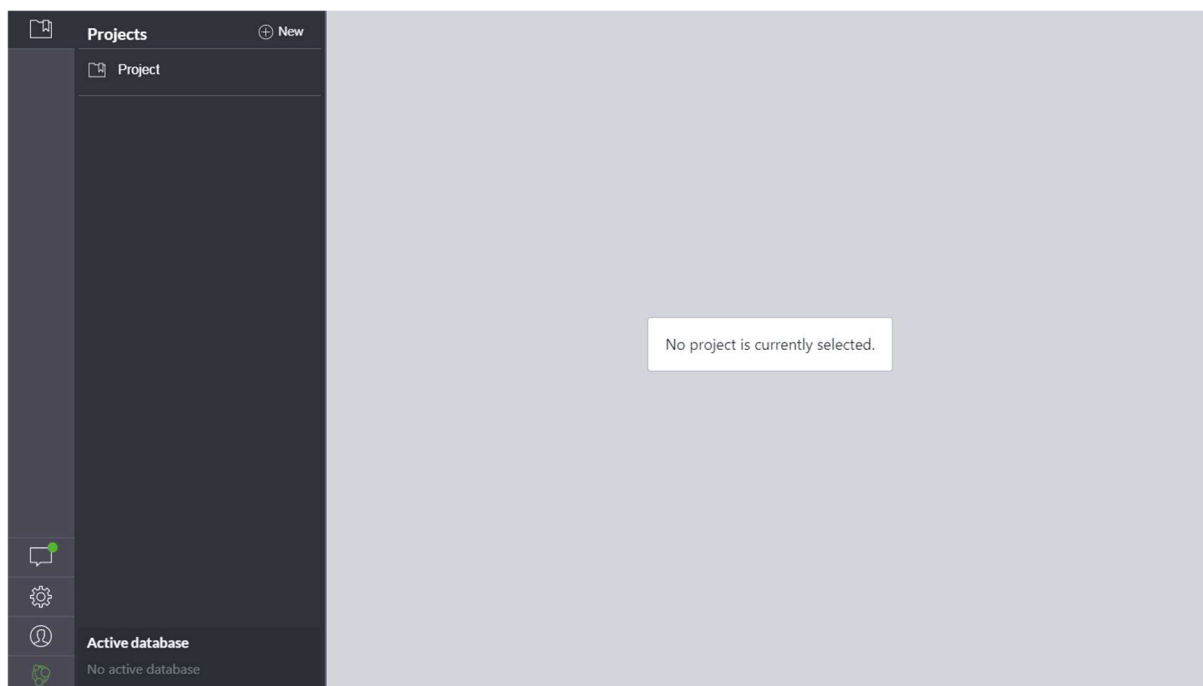 Projects
New
Project
No project is currently selected.
Active database
No active database